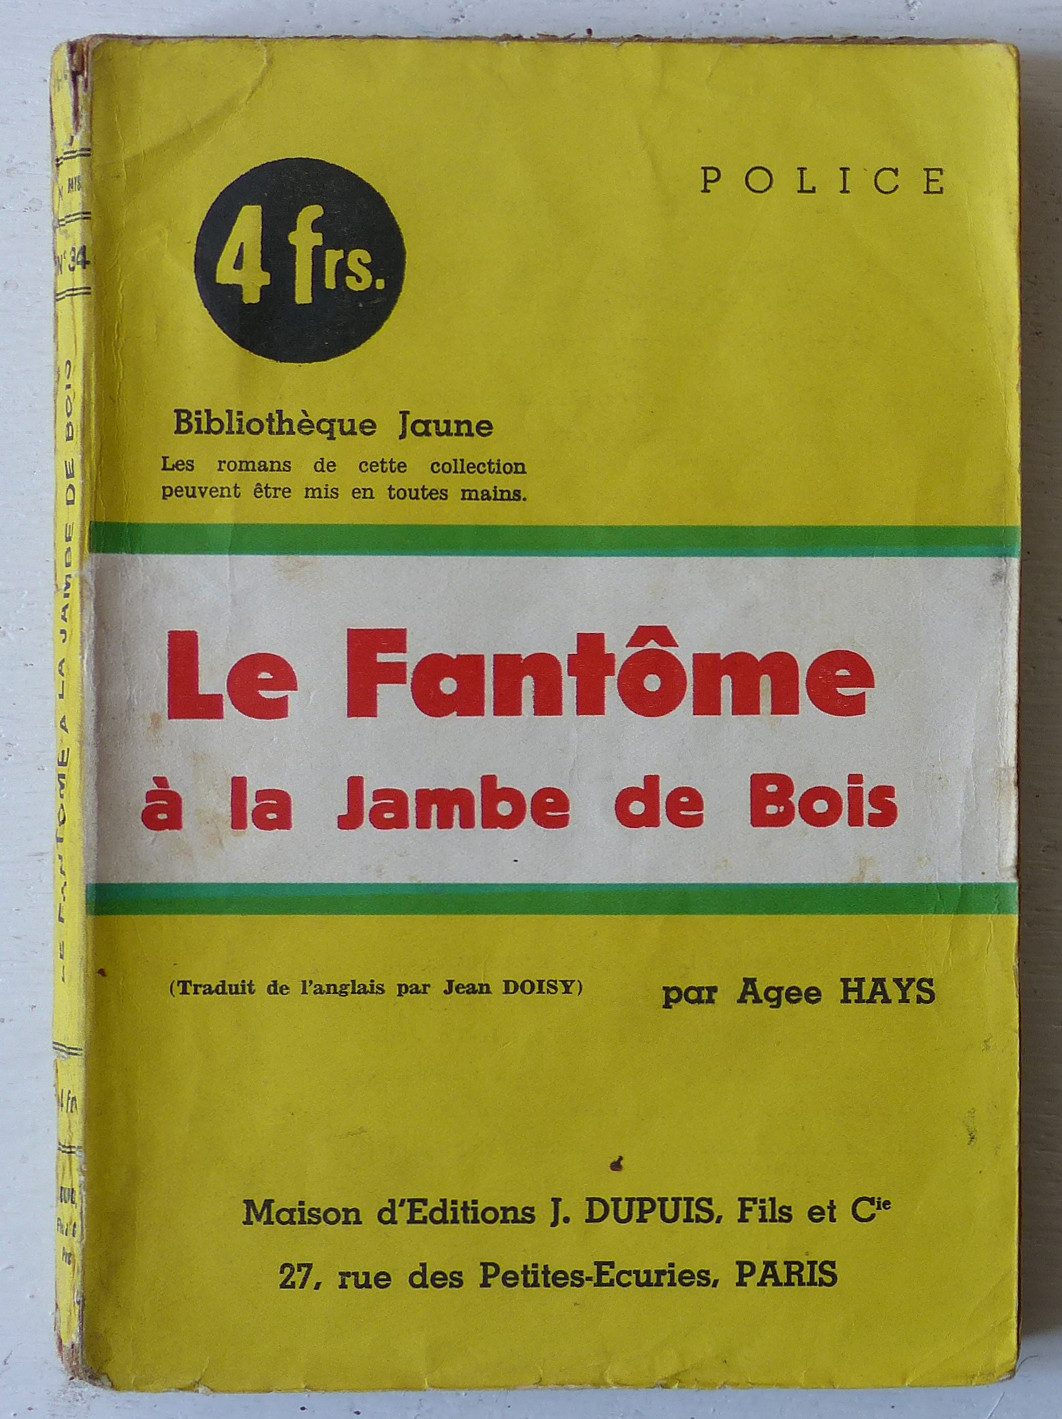 POLICE
4 frs.
Bibliothèque Jaune
Les romans de cette collection
peuvent être mis en toutes mains.
Le Fantôme
à la Jambe de Bois
(Traduit de l'anglais par Jean DOISY)
par Agee HAYS
Maison d'Editions J. DUPUIS, Fils et Cie
27, rue des Petites-Ecuries, PARIS
N° 34
LE FANTOME A LA JAMBE DE BOIS